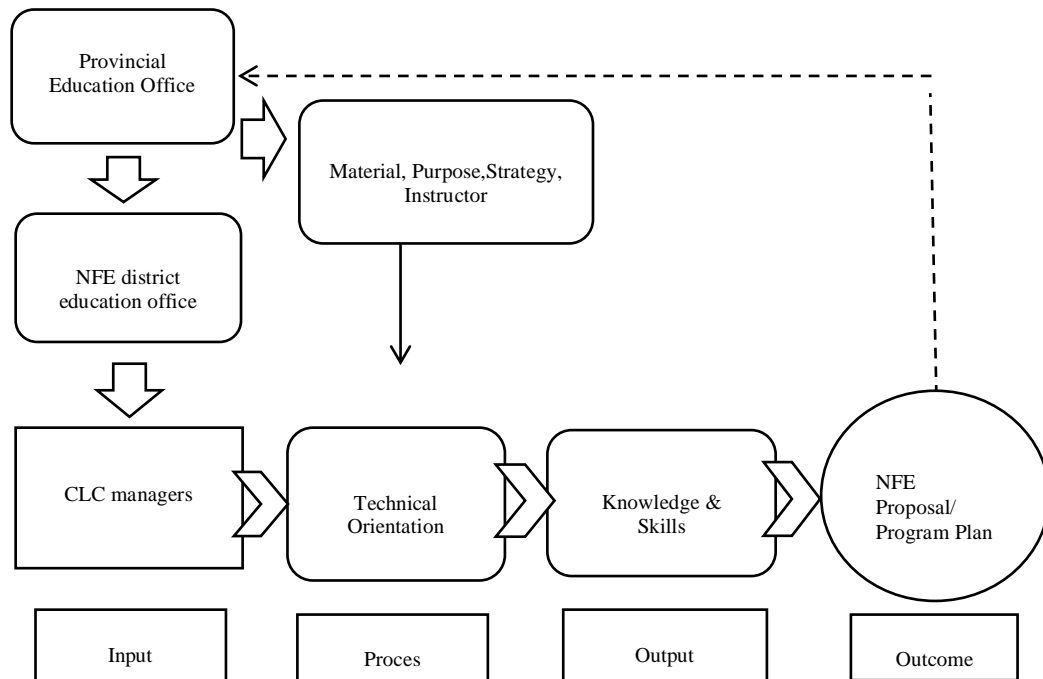 Provincial
Education Office
Material, Purpose,Strategy,
Instructor
NFE district
education office
CLC managers
Technical
Orientation
Knowledge &
Skills
NFE
Proposal/
Program Plan
Input
Proces
Output
Outcome